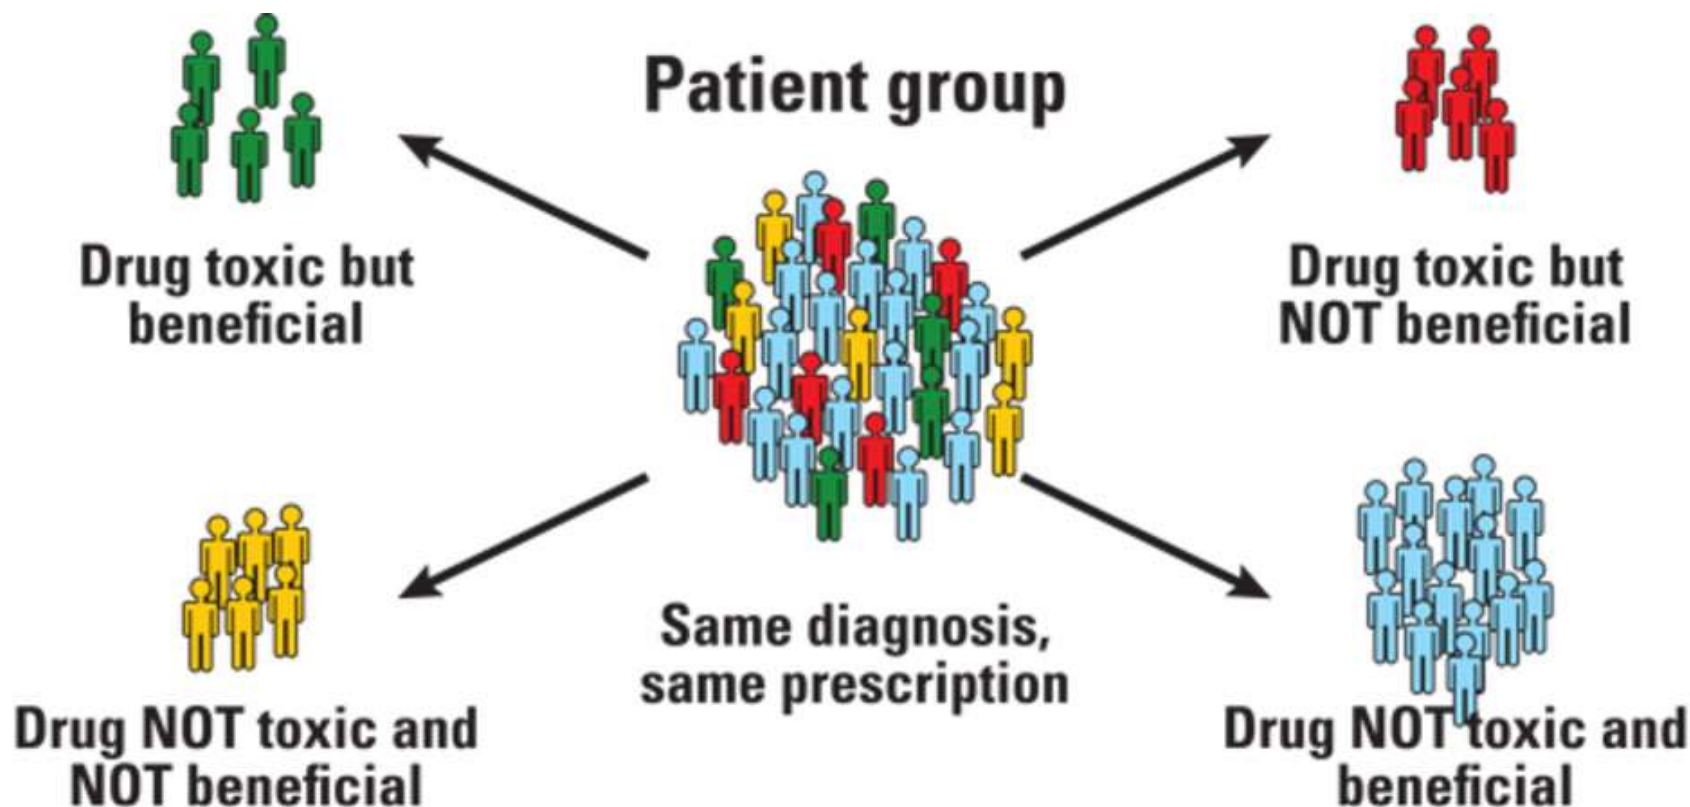 Patient group
Drug toxic but
beneficial
Drug toxic but
NOT beneficial
Same diagnosis,
same prescription
Drug NOT toxic and
NOT beneficial
Drug NOT toxic and
beneficial